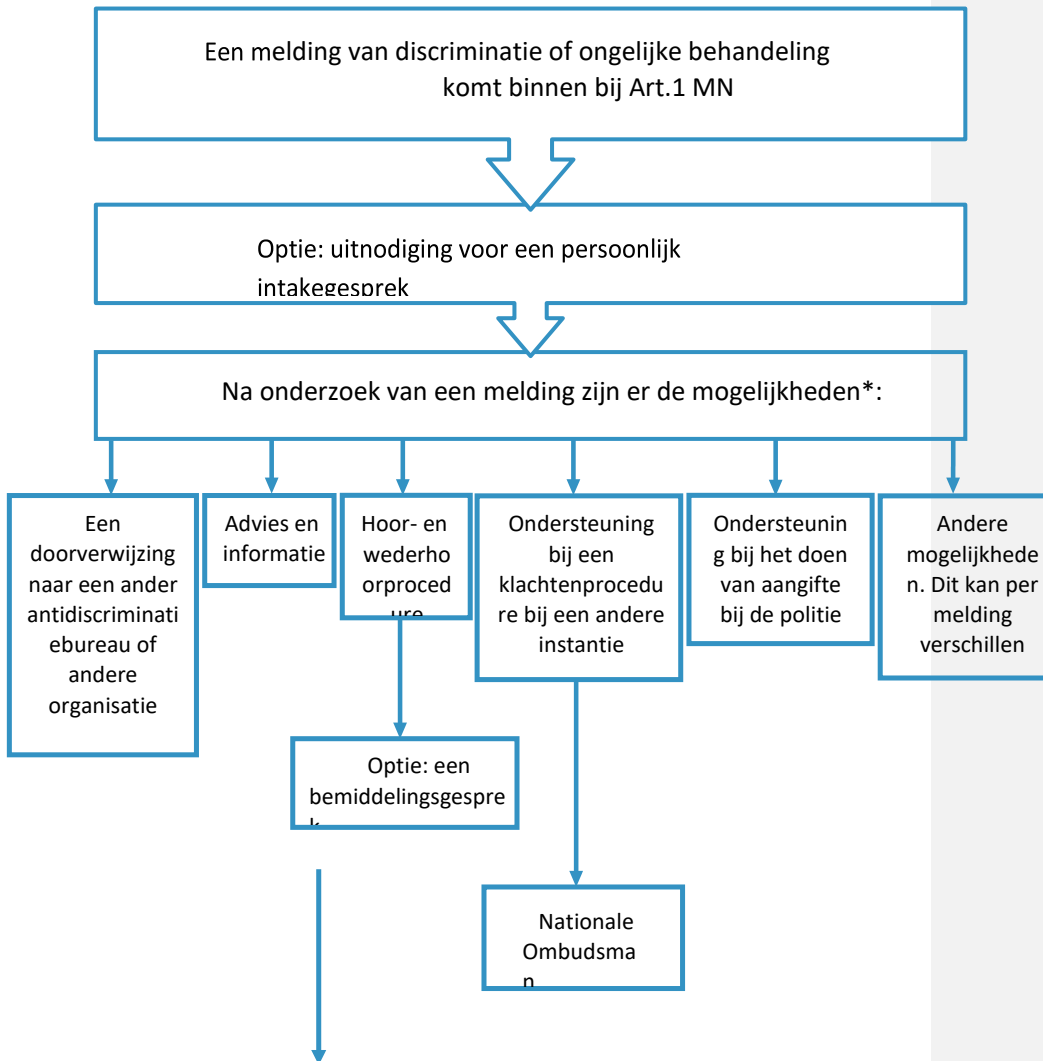 Een melding van discriminatie of ongelijke behandeling
komt binnen bij Art.1 MN
Optie: uitnodiging voor een persoonlijk
intakegesprek
Na onderzoek van een melding zijn er de mogelijkheden*:
Een
doorverwijzing
naar een ander
antidiscriminati
ebureau of
andere
organisatie
Advies en
informatie
Hoor- en
wederho
orproced
ure
Ondersteuning
bij een
klachtenprocedu
re bij een andere
instantie
Ondersteunin
g bij het doen
van aangifte
bij de politie
Andere
mogelijkhede
n. Dit kan per
melding
verschillen
Optie: een
bemiddelingsgespre
k
Nationale
Ombudsma
n